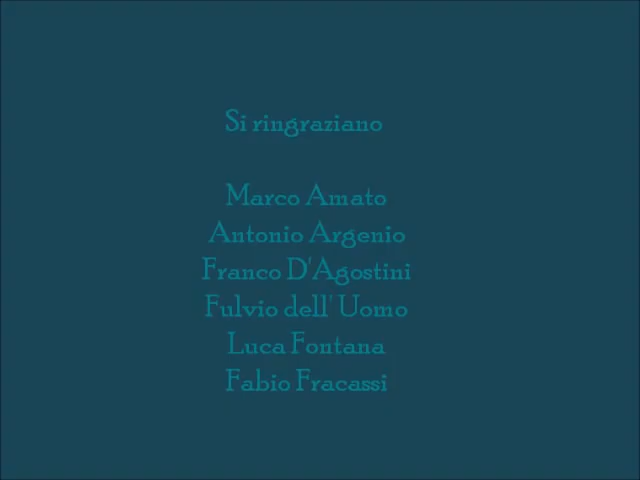 Si ringraziano
Marco Amato
Antonio Argenio
Franco D'Agostini
Fulvio dell' Uomo
Luca Fontana
Fabio Fracassi